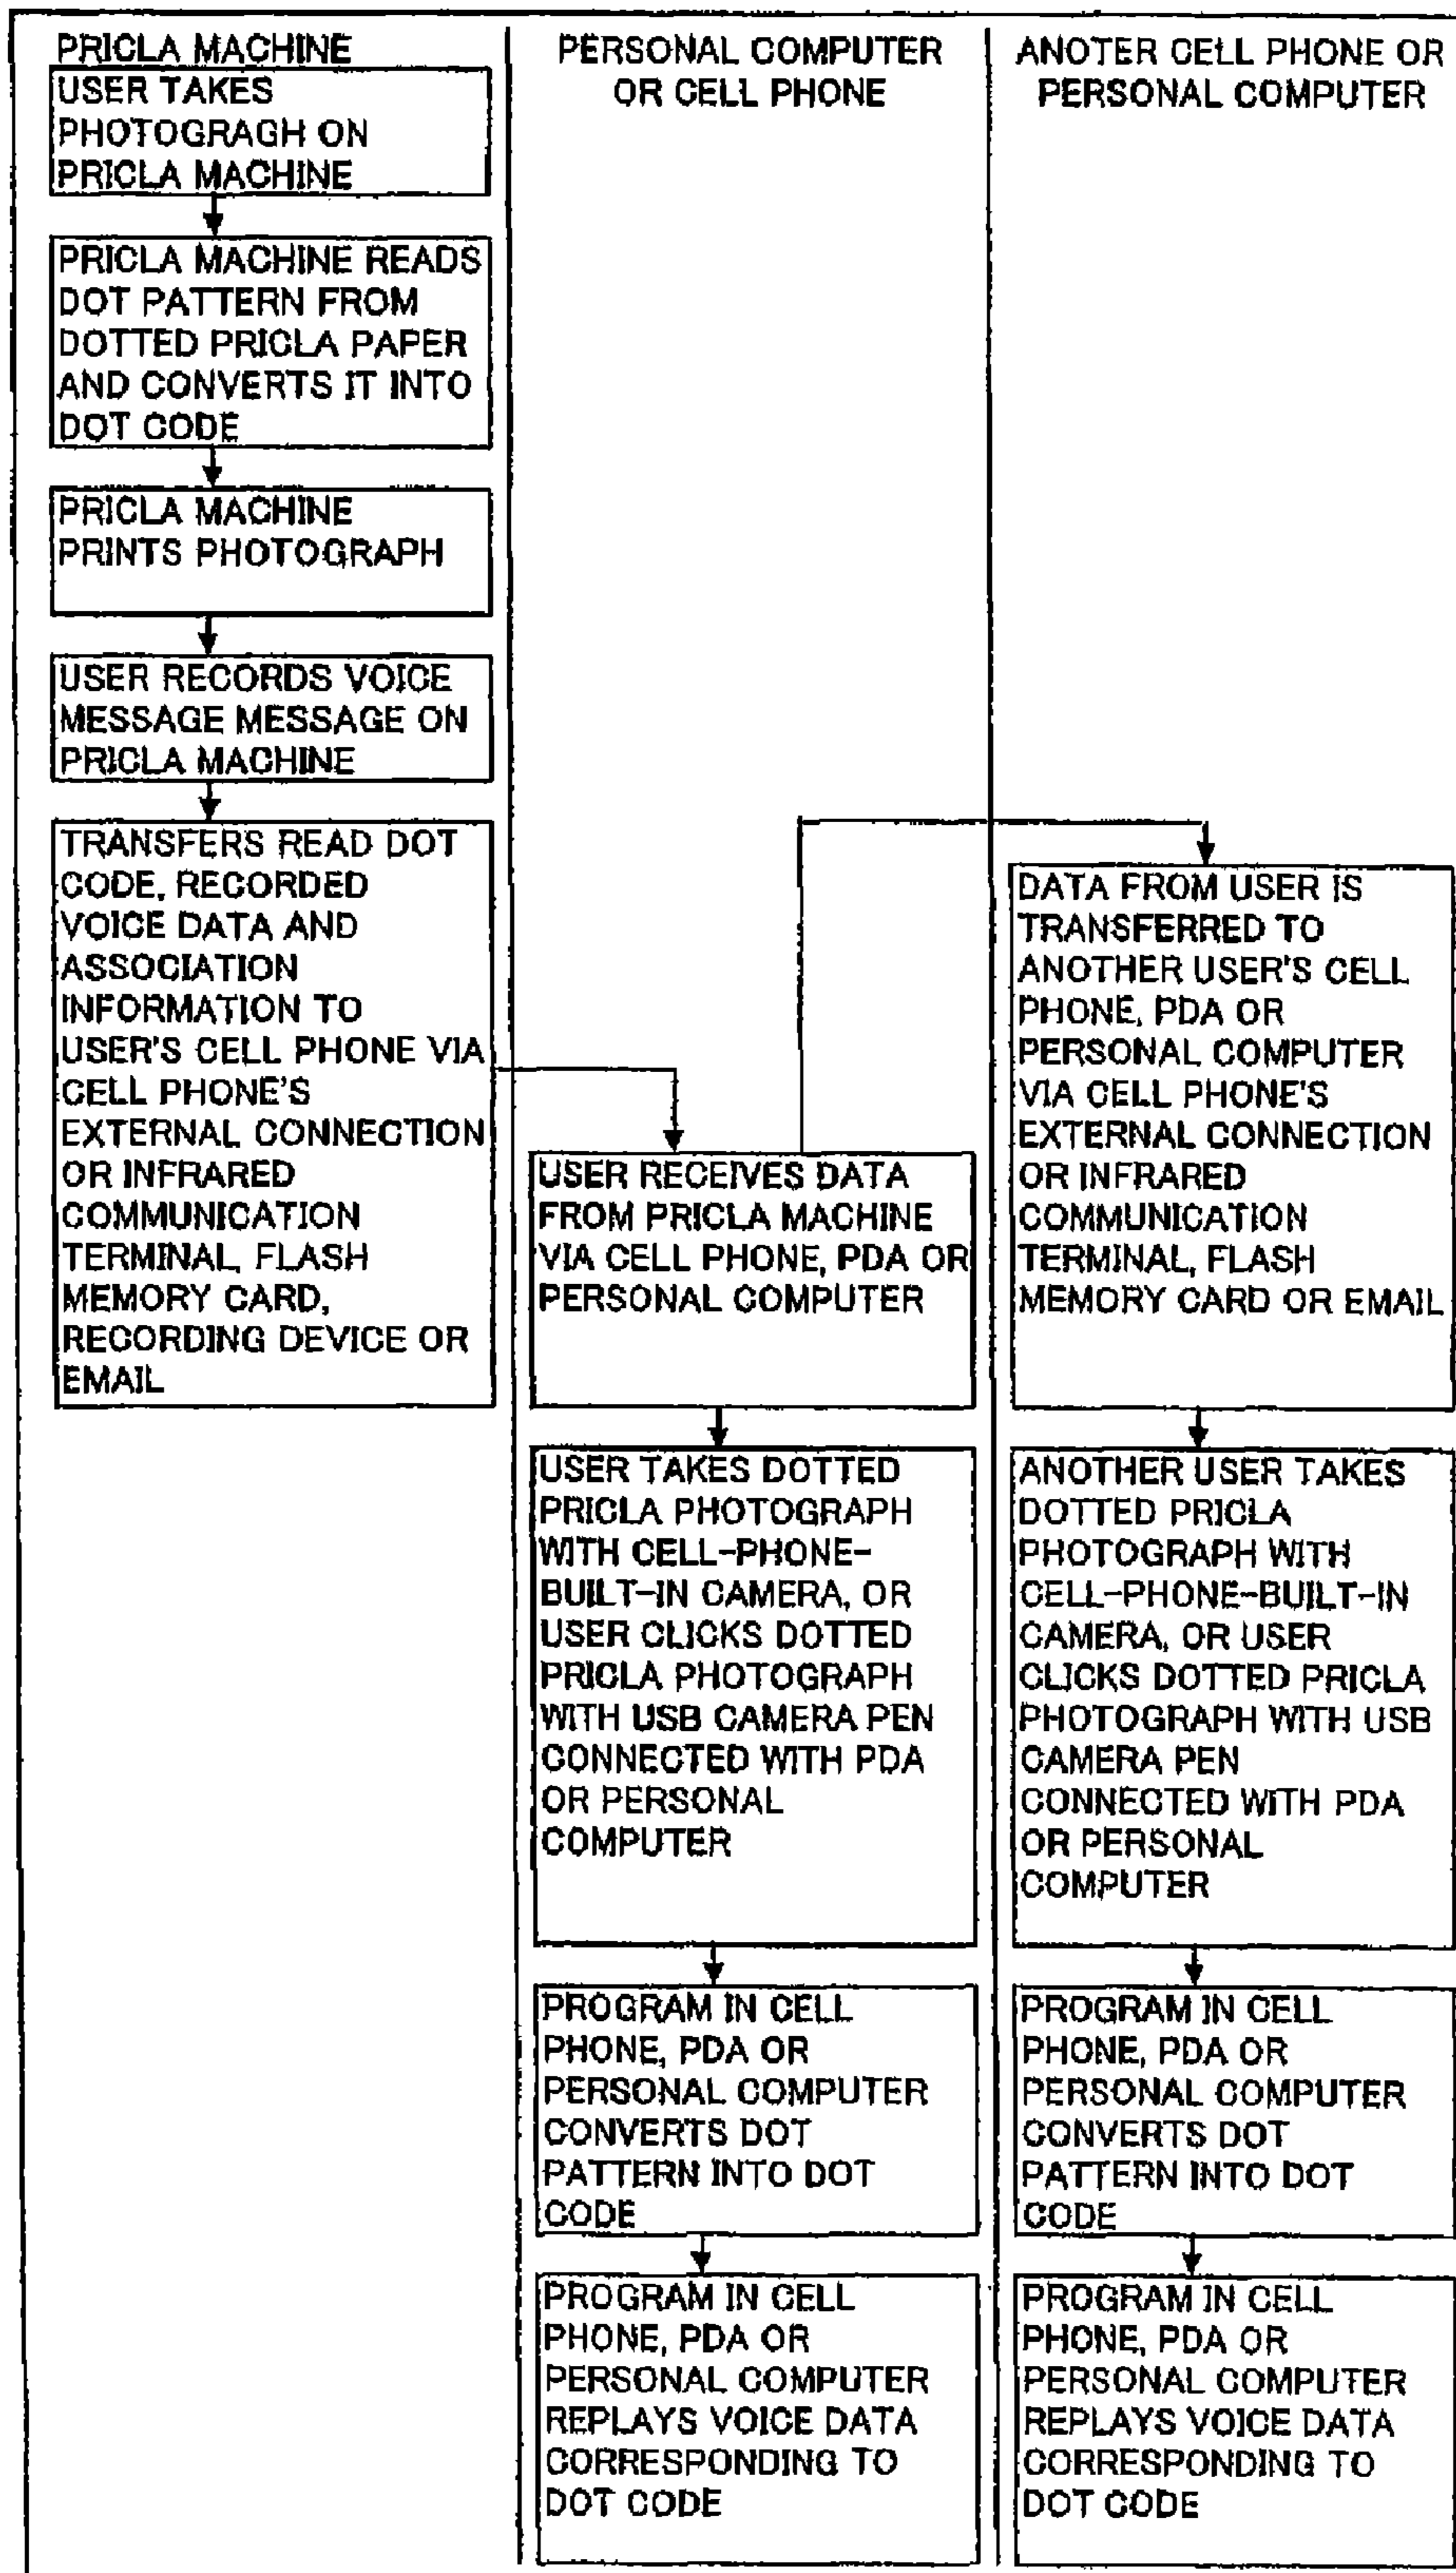 PRICLA MACHINE
USER TAKES
PHOTOGRAGH ON
PRICLA MACHINE
PRICLA MACHINE READS
DOT PATTERN FROM
DOTTED PRICLA PAPER
AND CONVERTS IT INTO
DOT CODE
PRICLA MACHINE
PRINTS PHOTOGRAPH
USER RECORDS VOICE
MESSAGE MESSAGE ON
PRICLA MACHINE
TRANSFERS READ DOT
CODE, RECORDED
VOICE DATA AND
ASSOCIATION
INFORMATION TO
USER'S CELL PHONE VIA
CELL PHONE'S
EXTERNAL CONNECTION
OR INFRARED
COMMUNICATION
TERMINAL, FLASH
MEMORY CARD,
RECORDING DEVICE OR
EMAIL
PERSONAL COMPUTER
OR CELL PHONE
USER RECEIVES DATA
FROM PRICLA MACHINE
VIA CELL PHONE, PDA OR
PERSONAL COMPUTER
USER TAKES DOTTED
PRICLA PHOTOGRAPH
WITH CELL-PHONE-
BUILT-IN CAMERA, OR
USER CLICKS DOTTED
PRICLA PHOTOGRAPH
WITH USB CAMERA PEN
CONNECTED WITH PDA
OR PERSONAL
COMPUTER
PROGRAM IN CELL
PHONE, PDA OR
PERSONAL COMPUTER
CONVERTS DOT
PATTERN INTO DOT
CODE
PROGRAM IN CELL
PHONE, PDA OR
PERSONAL COMPUTER
REPLAYS VOICE DATA
CORRESPONDING TO
DOT CODE
ANOTER CELL PHONE OR
PERSONAL COMPUTER
DATA FROM USER IS
TRANSFERRED TO
ANOTHER USER'S CELL
PHONE, PDA OR
PERSONAL COMPUTER
VIA CELL PHONE'S
EXTERNAL CONNECTION
OR INFRARED
COMMUNICATION
TERMINAL, FLASH
MEMORY CARD OR EMAIL
ANOTHER USER TAKES
DOTTED PRICLA
PHOTOGRAPH WITH
CELL-PHONE-BUILT-IN
CAMERA, OR USER
CLICKS DOTTED PRICLA
PHOTOGRAPH WITH USB
CAMERA PEN
CONNECTED WITH PDA
OR PERSONAL
COMPUTER
PROGRAM IN CELL
PHONE, PDA OR
PERSONAL COMPUTER
CONVERTS DOT
PATTERN INTO DOT
CODE
PROGRAM IN CELL
PHONE, PDA OR
PERSONAL COMPUTER
REPLAYS VOICE DATA
CORRESPONDING TO
DOT CODE